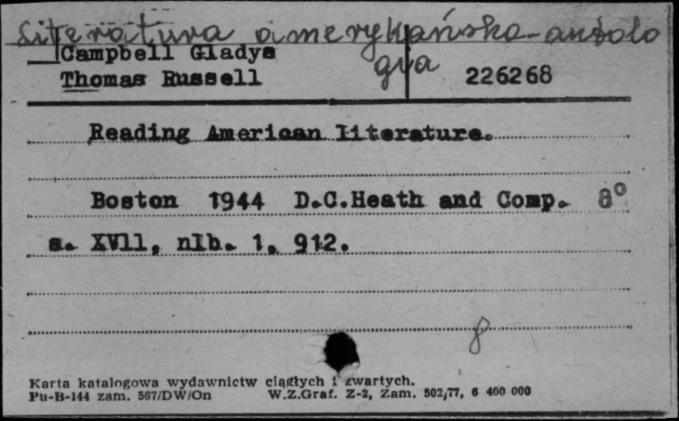 Literatura amerykańska-antolo
gia
Campbell Gladys
Thomas Russell 226268
Reading American Literature.
Boston 1944 D.C.Heath and Comp. 8°
s. XVll, nlb. 1, 912.
8
Karta katalogowa wydawnictw ciągłych i zwartych.
Pu-B-144 zam. 567/DW/On W.Z.Graf. Z-2, Zam. 502/77, 6 400 000